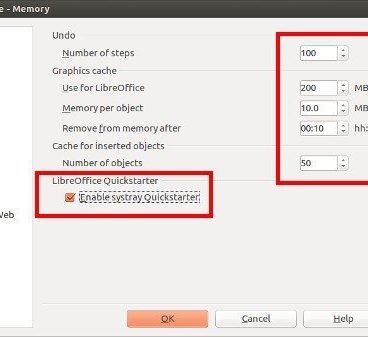 e - Memory
Undo
Number of steps 100
Graphics cache
Use for LibreOffice 200 MB
Memory per object 10.0 MB
Remove from memory after 00:10 hh:
Cache for inserted objects
Number of objects 50
LibreOffice Quickstarter
Enable systray Quickstarter
Web
OK Cancel Help